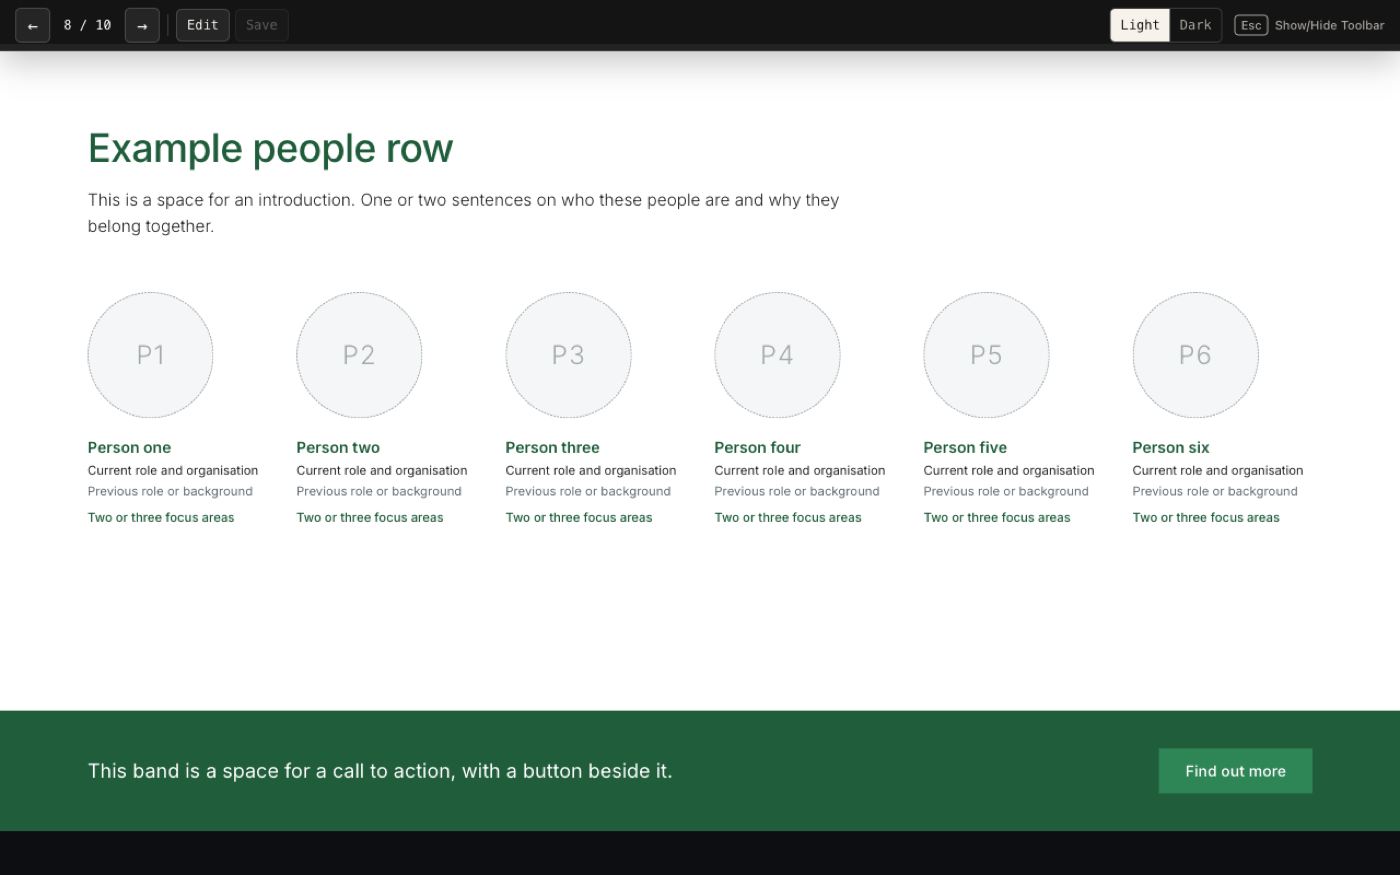 ← 8 / 10 → Edit Save Light Dark Esc Show/Hide Toolbar
Example people row
This is a space for an introduction. One or two sentences on who these people are and why they
belong together.
P1 P2 P3 P4 P5 P6
Person one Person two Person three Person four Person five Person six
Current role and organisation Current role and organisation Current role and organisation Current role and organisation Current role and organisation Current role and organisation
Previous role or background Previous role or background Previous role or background Previous role or background Previous role or background Previous role or background
Two or three focus areas Two or three focus areas Two or three focus areas Two or three focus areas Two or three focus areas Two or three focus areas
This band is a space for a call to action, with a button beside it. Find out more